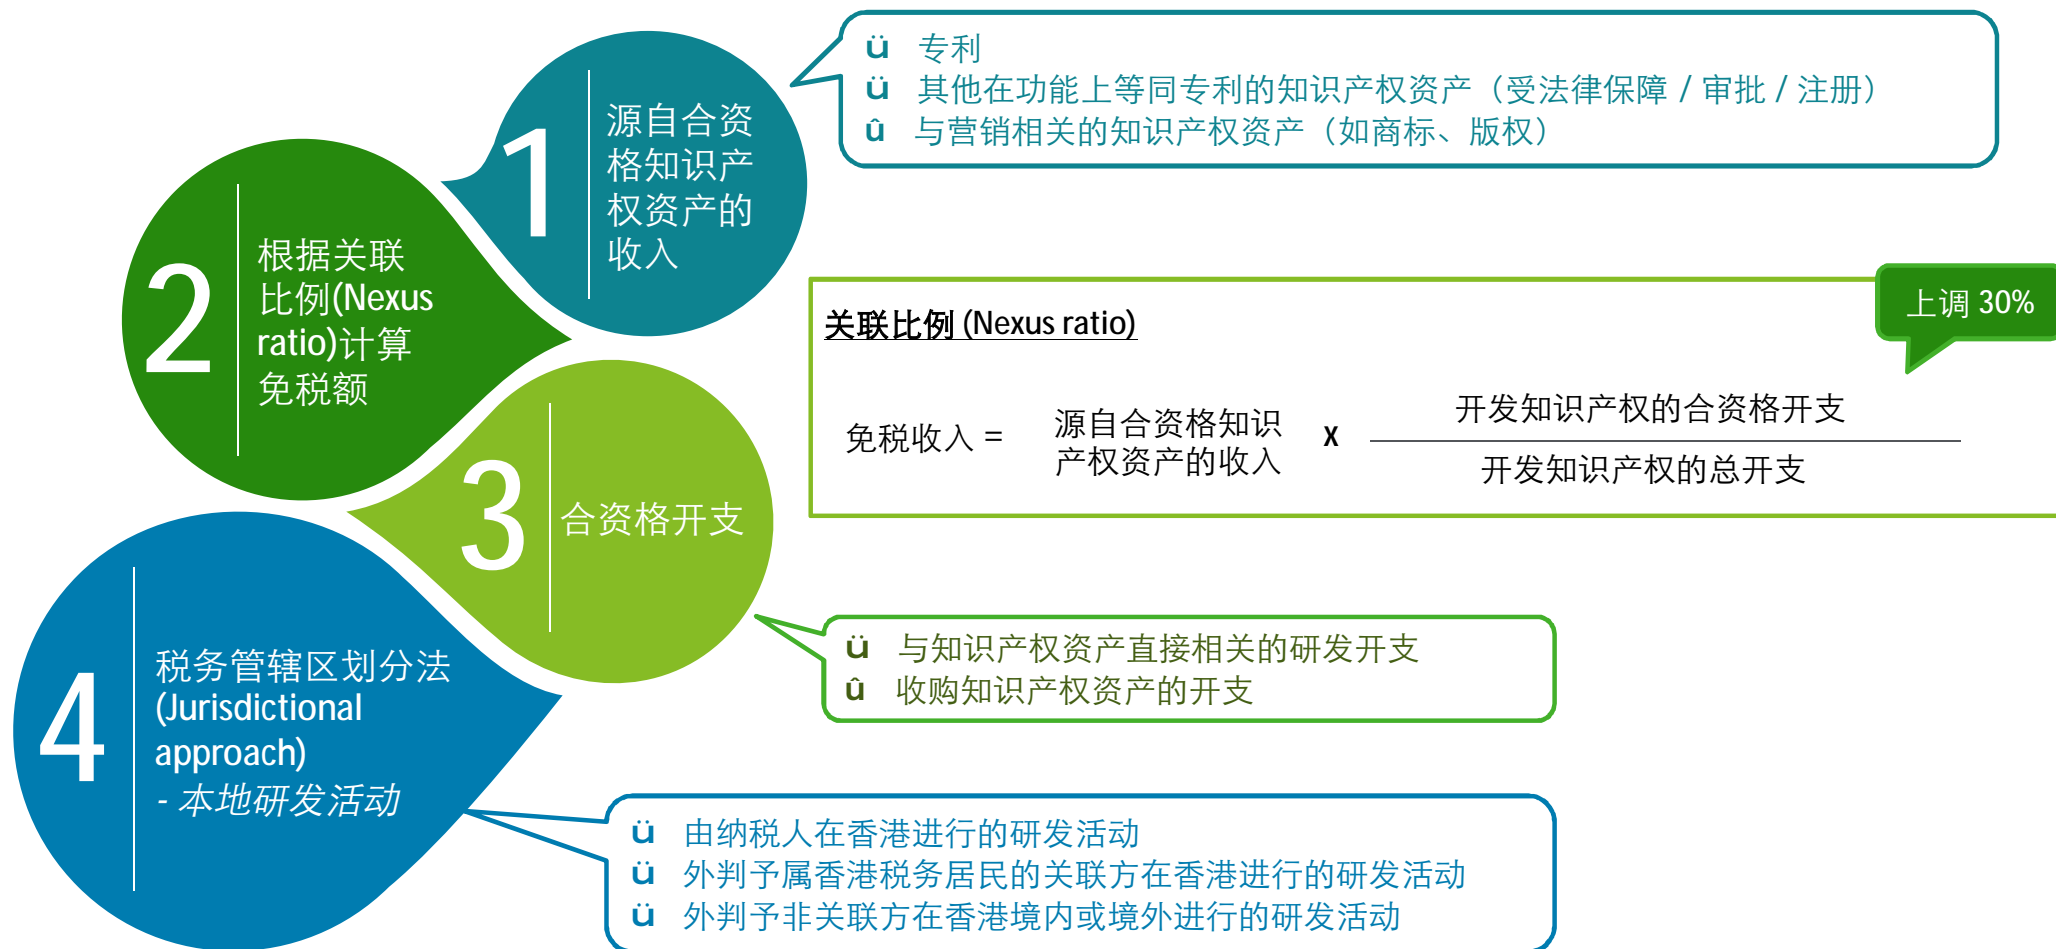 1
源自合资
格知识产
权资产的
收入
ü 专利
ü 其他在功能上等同专利的知识产权资产（受法律保障 / 审批 / 注册）
û 与营销相关的知识产权资产（如商标、版权）
2
根据关联
比例(Nexus
ratio)计算
免税额
上调 30%
关联比例 (Nexus ratio)
免税收入 =
源自合资格知识
产权资产的收入
x
开发知识产权的合资格开支
开发知识产权的总开支
3
合资格开支
ü 与知识产权资产直接相关的研发开支
û 收购知识产权资产的开支
4
税务管辖区划分法
(Jurisdictional
approach)
- 本地研发活动
ü 由纳税人在香港进行的研发活动
ü 外判予属香港税务居民的关联方在香港进行的研发活动
ü 外判予非关联方在香港境内或境外进行的研发活动